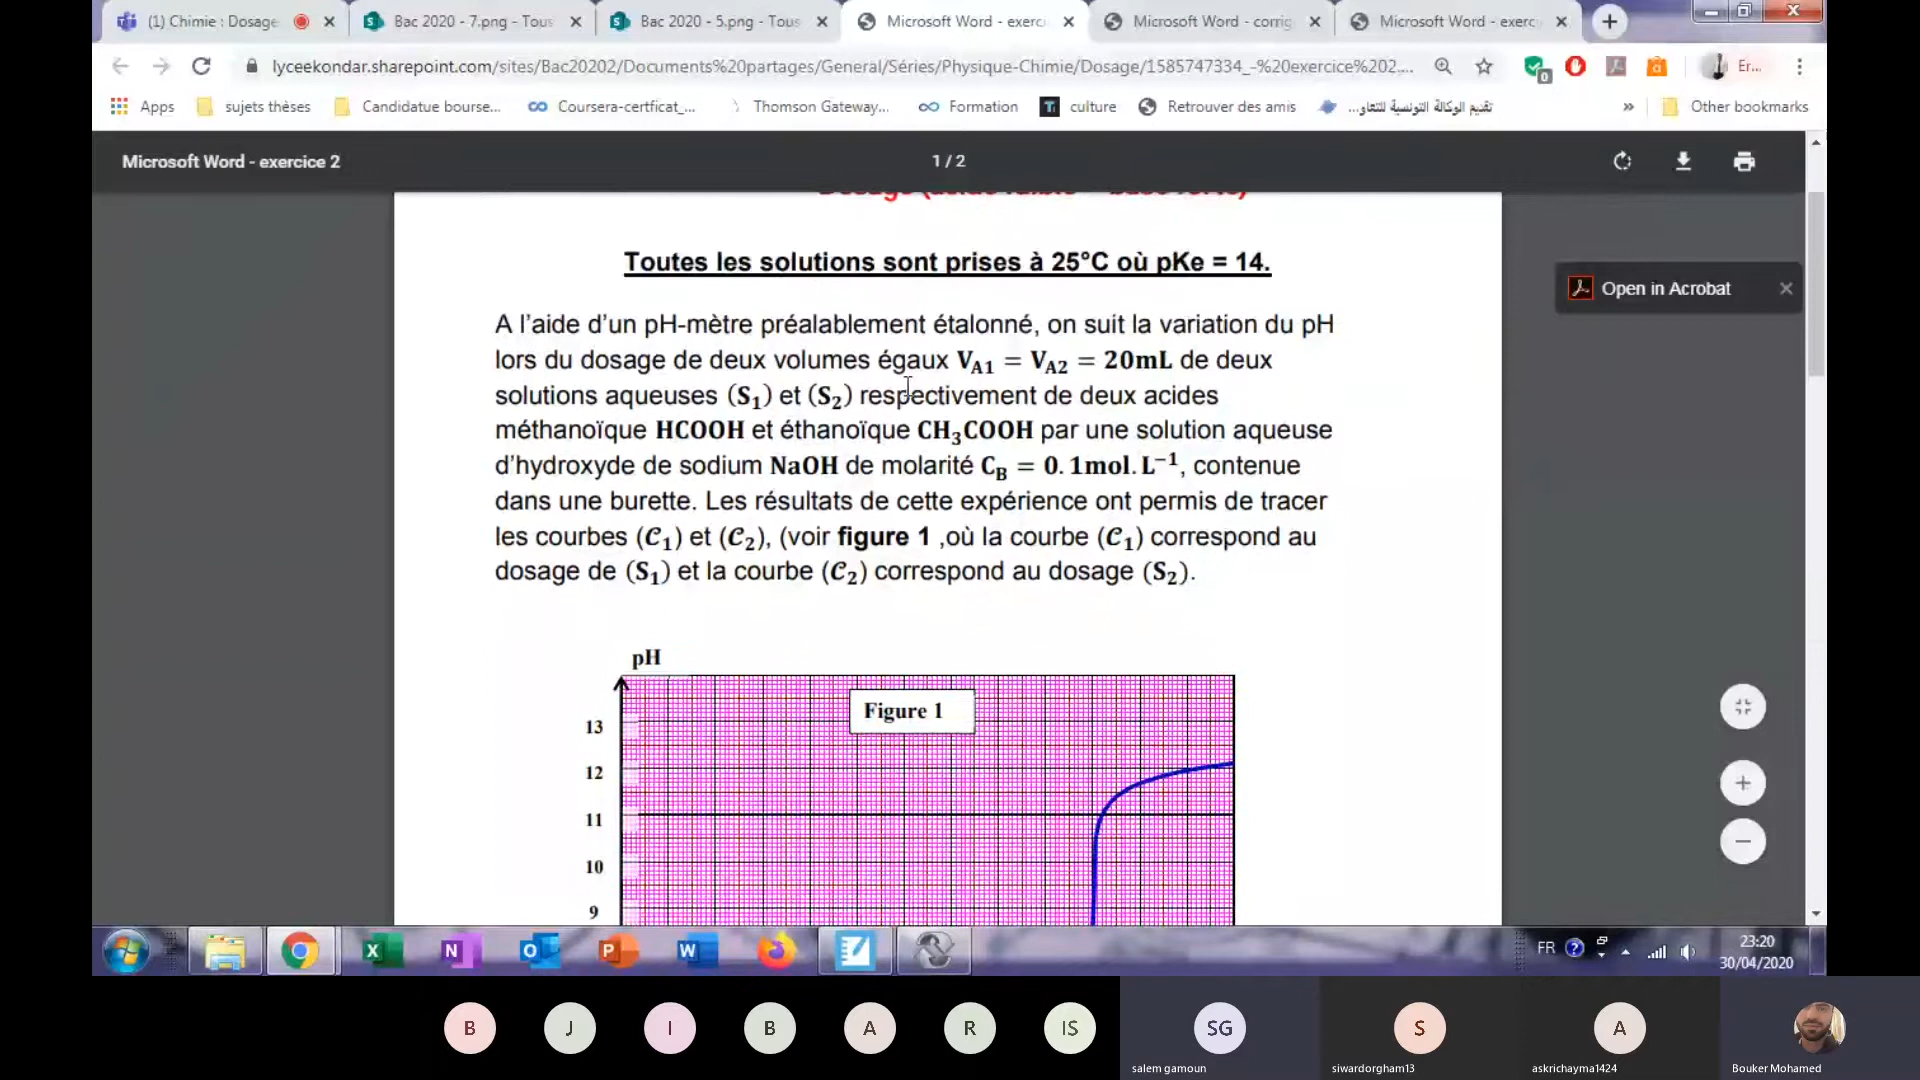 (1) Chimie : Dosage
Bac 2020 - 7.png - Tous
Bac 2020 - 5.png - Tous
Microsoft Word - exerci
Microsoft Word - corrig
Microsoft Word - exerc
lyceekondar.sharepoint.com/sites/Bac20202/Documents%20partages/General/Séries/Physique-Chimie/Dosage/1585747334_-%20exercice%202....
0
Er...
Apps
sujets thèses
Candidatue bourse...
Coursera-certficat_...
Thomson Gateway...
Formation
culture
Retrouver des amis
تقديم الوكالة التونسية للتعاو...
Other bookmarks
Microsoft Word - exercice 2
1 / 2
Toutes les solutions sont prises à 25°C où pKe = 14.
Open in Acrobat
A l’aide d’un pH-mètre préalablement étalonné, on suit la variation du pH
lors du dosage de deux volumes égaux V_A1 = V_A2 = 20mL de deux
solutions aqueuses (S₁) et (S₂) respectivement de deux acides
méthanoïque HCOOH et éthanoïque CH₃COOH par une solution aqueuse
d’hydroxyde de sodium NaOH de molarité C_B = 0. 1mol. L⁻¹, contenue
dans une burette. Les résultats de cette expérience ont permis de tracer
les courbes (𝒞₁) et (𝒞₂), (voir figure 1 ,où la courbe (𝒞₁) correspond au
dosage de (S₁) et la courbe (𝒞₂) correspond au dosage (S₂).
pH
Figure 1
13
12
11
10
9
FR
23:20
30/04/2020
B
J
I
B
A
R
IS
SG
S
A
salem gamoun
siwardorgham13
askrichayma1424
Bouker Mohamed